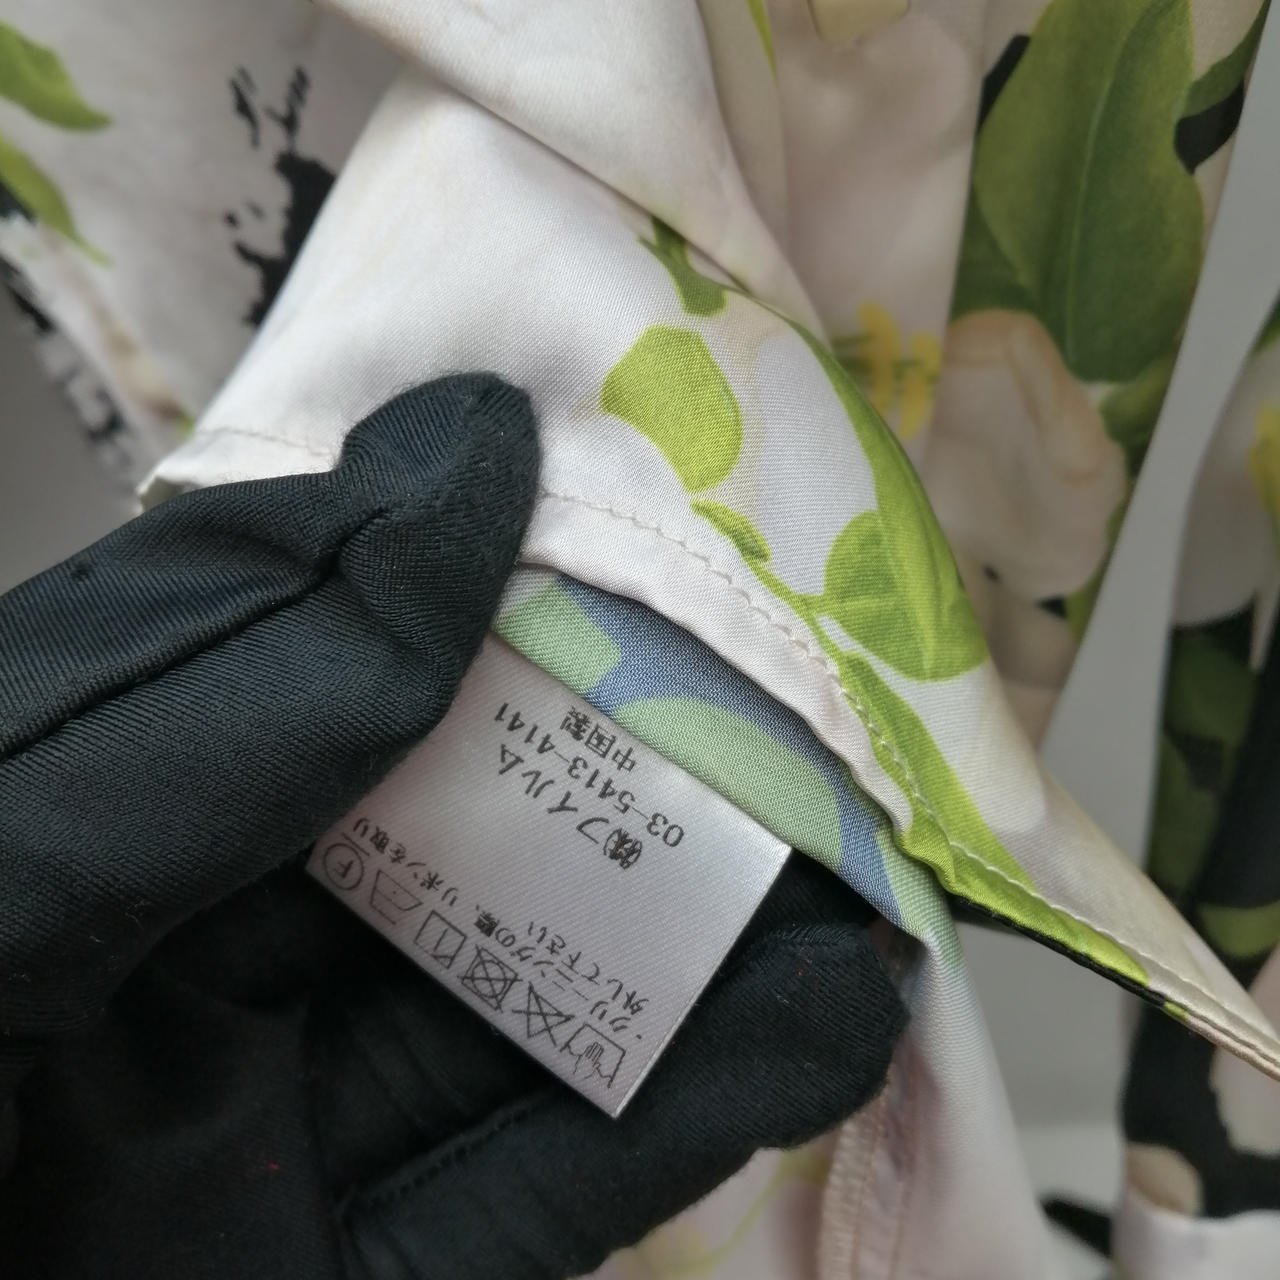 ・クリーニングの際、リボンを取り
外して下さい
㈱フイルム
03-5413-4141
中国製